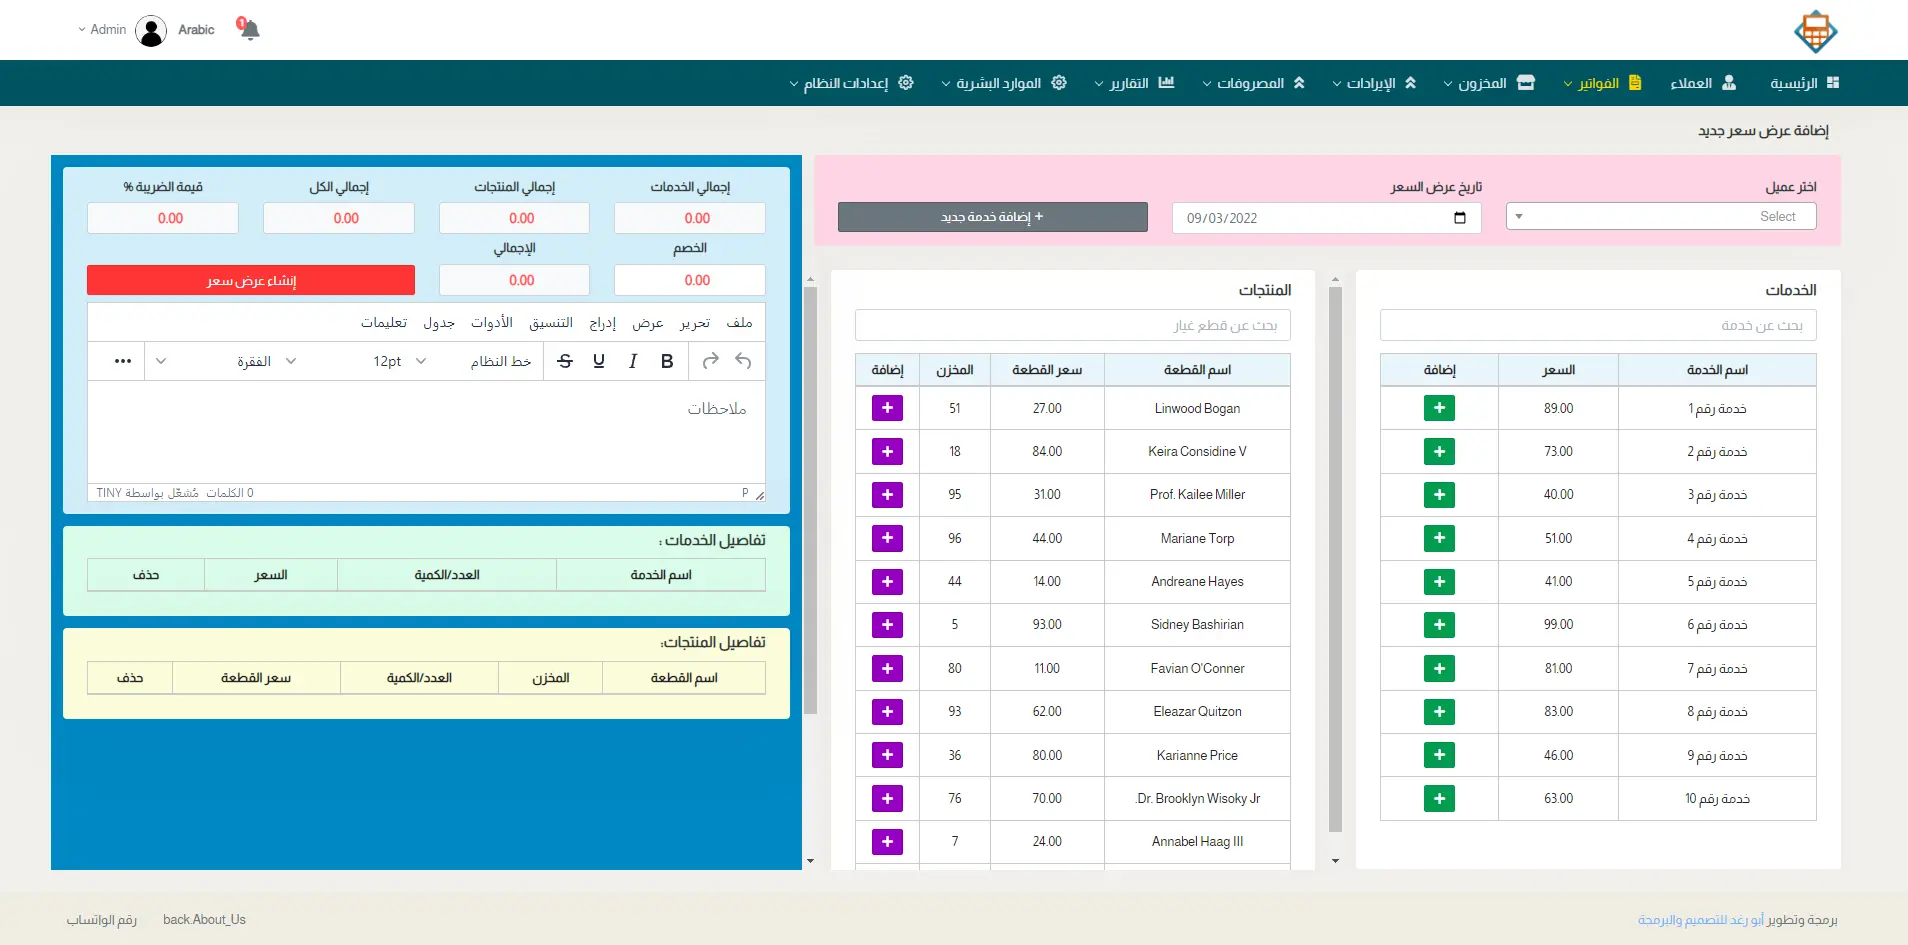 1
Arabic
Admin
الرئيسية
العملاء
الفواتير
المخزون
الإيرادات
المصروفات
التقارير
الموارد البشرية
إعدادات النظام
إضافة عرض سعر جديد
اختر عميل
Select
تاريخ عرض السعر
09/03/2022
+ إضافة خدمة جديد
الخدمات
بحث عن خدمة
اسم الخدمة السعر إضافة
خدمة رقم 1 89.00 +
خدمة رقم 2 73.00 +
خدمة رقم 3 40.00 +
خدمة رقم 4 51.00 +
خدمة رقم 5 41.00 +
خدمة رقم 6 99.00 +
خدمة رقم 7 81.00 +
خدمة رقم 8 83.00 +
خدمة رقم 9 46.00 +
خدمة رقم 10 63.00 +
المنتجات
بحث عن قطع غيار
اسم القطعة سعر القطعة المخزن إضافة
Linwood Bogan 27.00 51 +
Keira Considine V 84.00 18 +
Prof. Kailee Miller 31.00 95 +
Mariane Torp 44.00 96 +
Andreane Hayes 14.00 44 +
Sidney Bashirian 93.00 5 +
Favian O'Conner 11.00 80 +
Eleazar Quitzon 62.00 93 +
Karianne Price 80.00 36 +
Dr. Brooklyn Wisoky Jr. 70.00 76 +
Annabel Haag III 24.00 7 +
إجمالي الخدمات إجمالي المنتجات إجمالي الكل قيمة الضريبة %
0.00 0.00 0.00 0.00
الخصم الإجمالي
0.00 0.00 إنشاء عرض سعر
ملف تحرير عرض إدراج التنسيق الأدوات جدول تعليمات
B I U S خط النظام 12pt الفقرة •••
ملاحظات
P 0 الكلمات مُشغّل بواسطة TINY
تفاصيل الخدمات :
اسم الخدمة العدد/الكمية السعر حذف
تفاصيل المنتجات:
اسم القطعة المخزن العدد/الكمية سعر القطعة حذف
برمجة وتطوير أبو رغد للتصميم والبرمجة
back.About_Us
رقم الواتساب